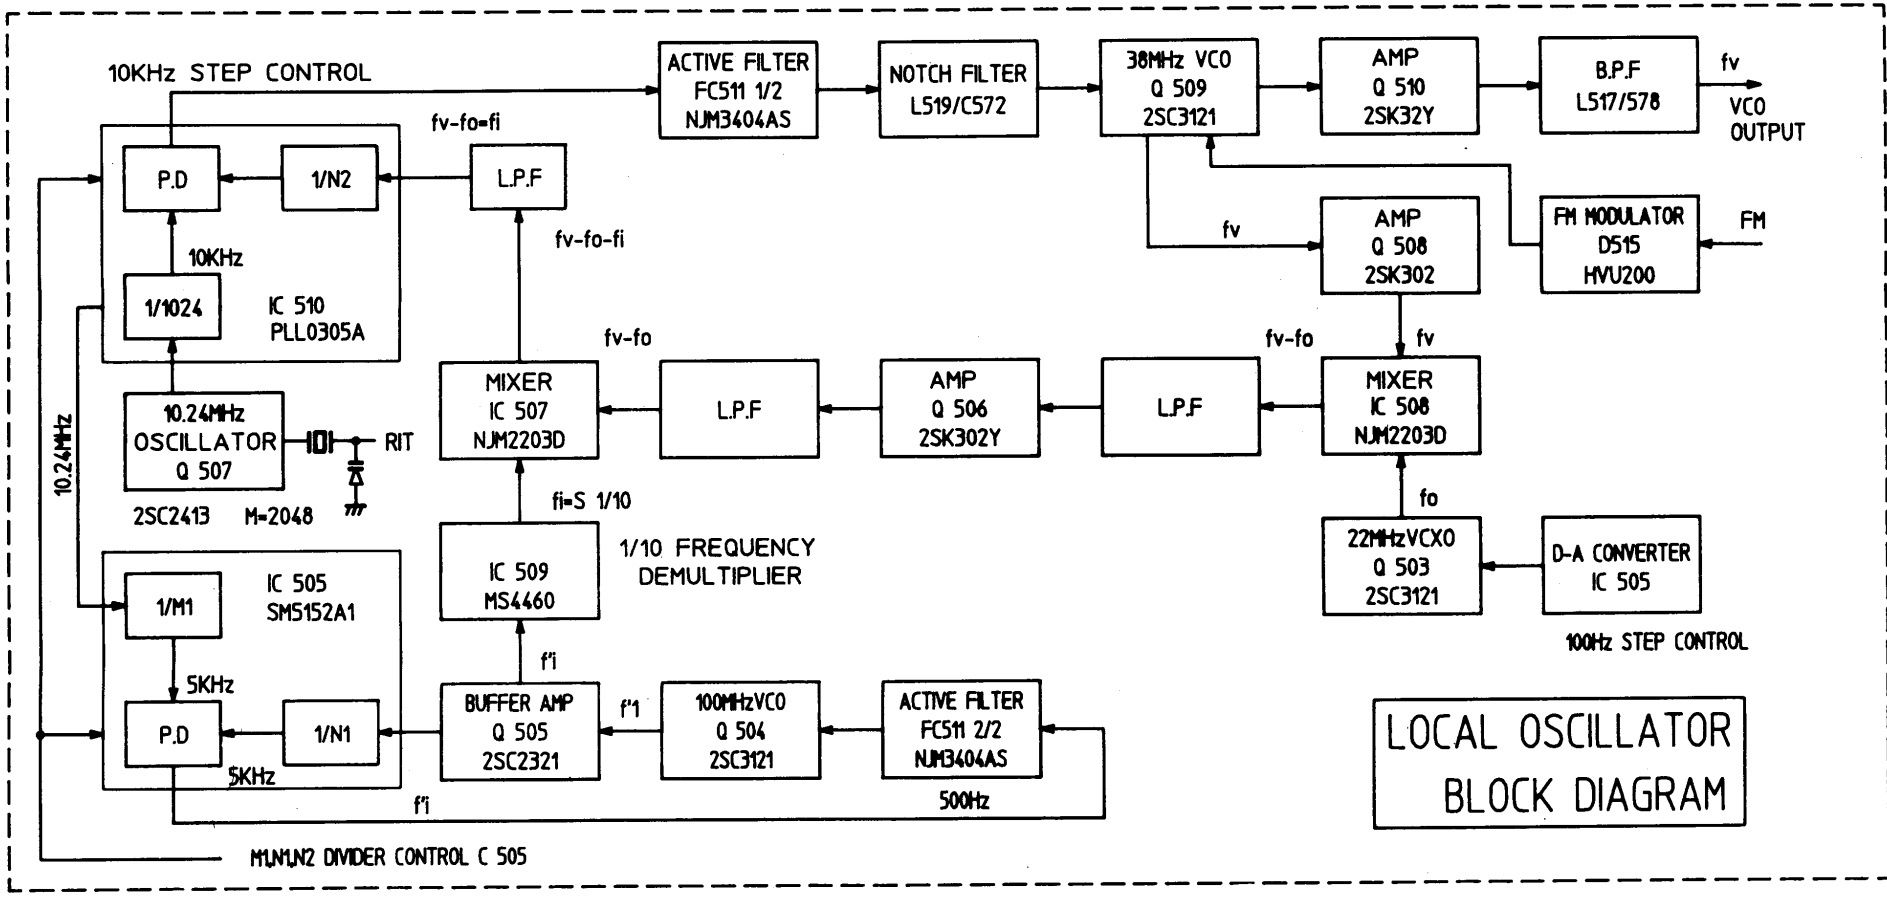 10KHz STEP CONTROL
ACTIVE FILTER
FC511 1/2
NJM3404AS
NOTCH FILTER
L519/C572
38MHz VCO
Q 509
2SC3121
AMP
Q 510
2SK32Y
B.P.F
L517/578
fv
VCO
OUTPUT
fv-fo=fi
P.D
1/N2
L.P.F
fv-fo-fi
10KHz
1/1024
IC 510
PLL0305A
fv
AMP
Q 508
2SK302
FM MODULATOR
D515
HVU200
FM
fv-fo
fv-fo
fv
MIXER
IC 507
NJM2203D
L.P.F
AMP
Q 506
2SK302Y
L.P.F
MIXER
IC 508
NJM2203D
10.24MHz
OSCILLATOR
Q 507
RIT
10.24MHz
2SC2413 M=2048
fi=S 1/10
fo
1/10 FREQUENCY
DEMULTIPLIER
IC 509
MS4460
22MHzVCXO
Q 503
2SC3121
D-A CONVERTER
IC 505
100Hz STEP CONTROL
1/M1
IC 505
SM5152A1
5KHz
f'i
P.D
1/N1
5KHz
BUFFER AMP
Q 505
2SC2321
f'1
100MHzVCO
Q 504
2SC3121
ACTIVE FILTER
FC511 2/2
NJM3404AS
f'i
500Hz
M1,N1,N2 DIVIDER CONTROL C 505
LOCAL OSCILLATOR
BLOCK DIAGRAM